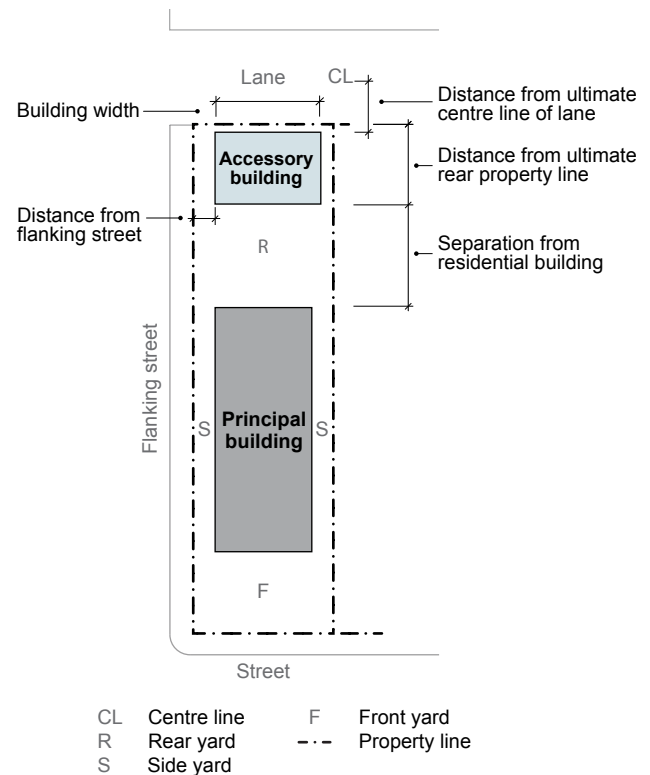 Lane
CL
Building width
Distance from ultimate
centre line of lane
Accessory
building
Distance from ultimate
rear property line
Distance from
flanking street
R
Separation from
residential building
Flanking street
S
Principal
building
S
F
Street
CL Centre line
F Front yard
R Rear yard
Property line
S Side yard